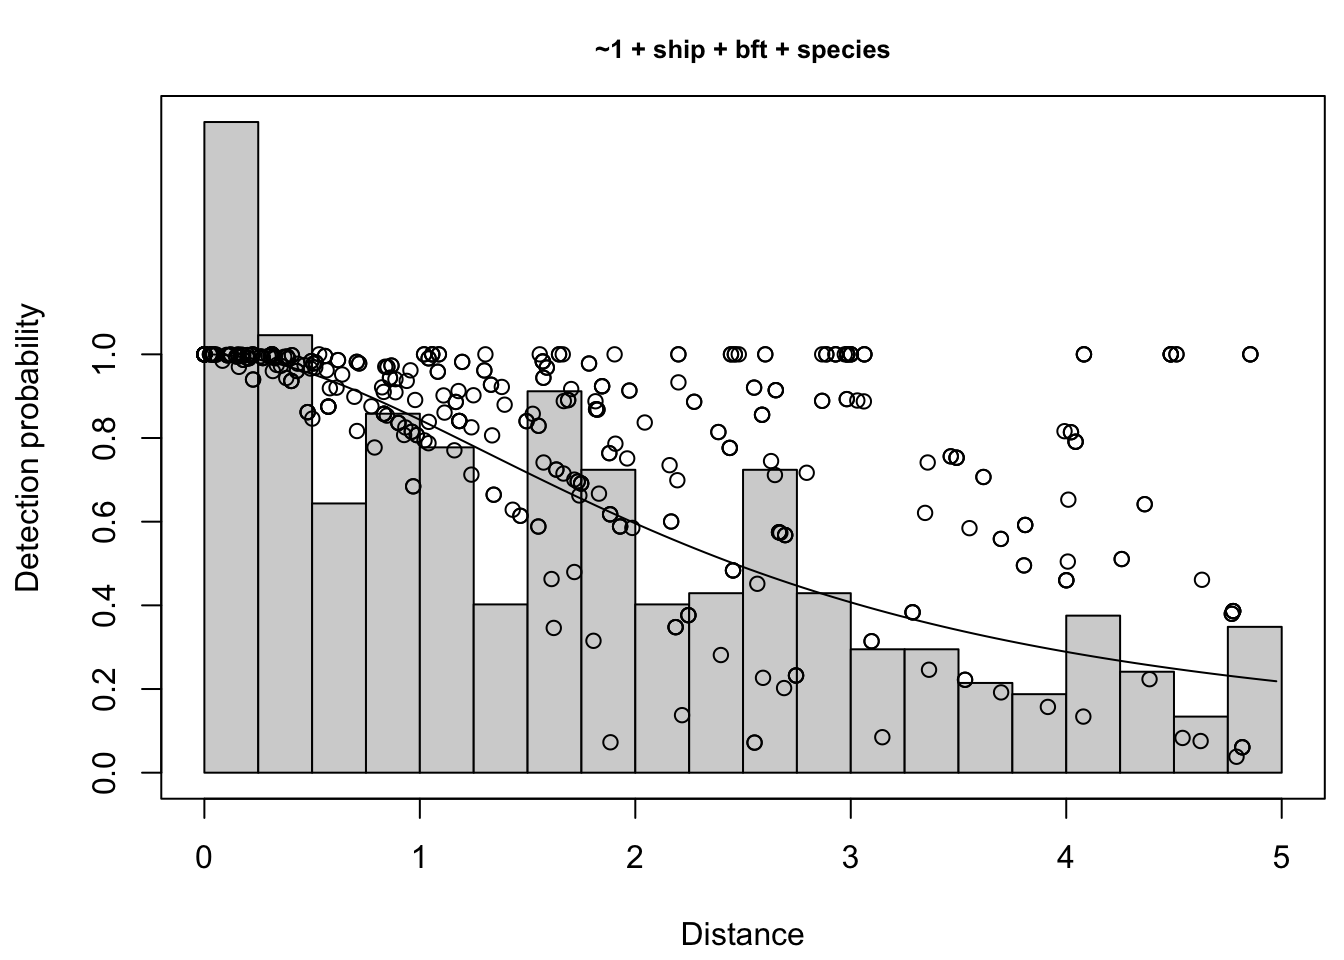 ~1 + ship + bft + species
Detection probability
1.0
0.8
0.6
0.4
0.2
0.0
0 1 2 3 4 5
Distance